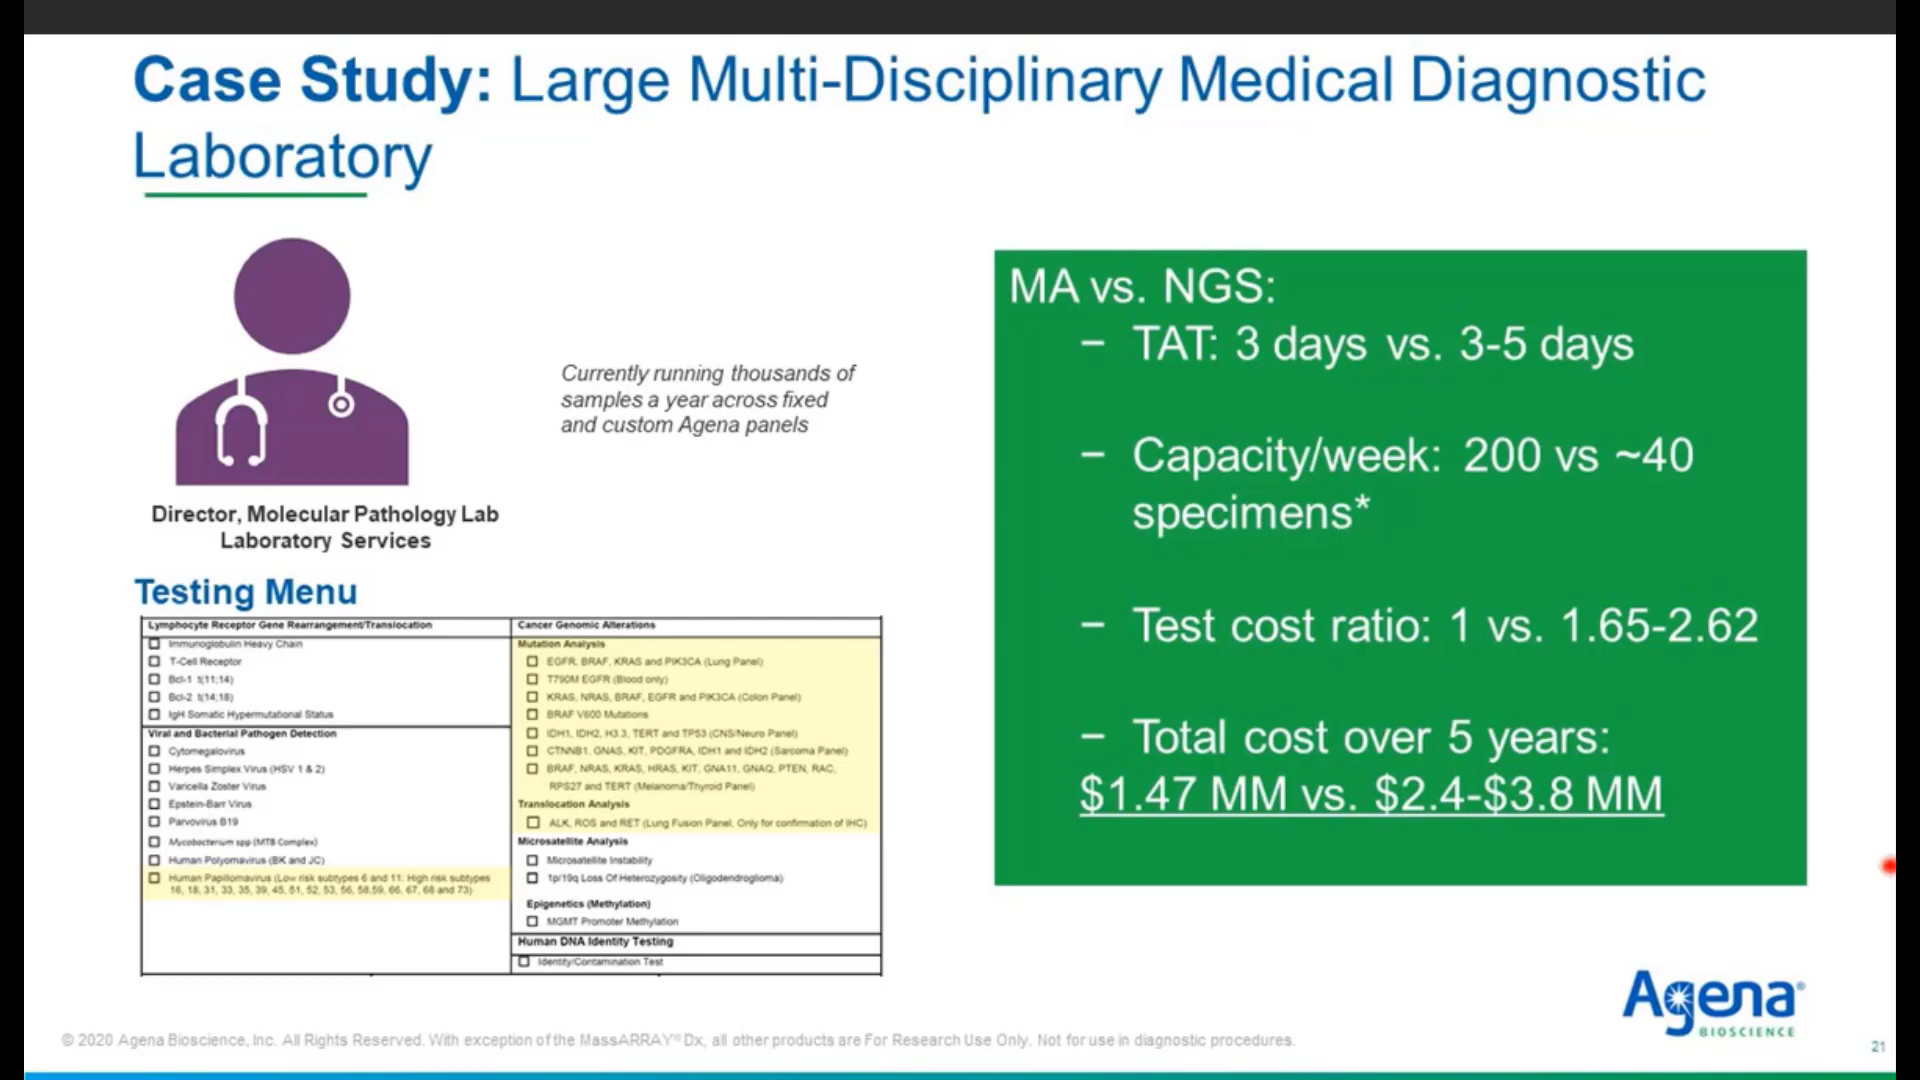 Case Study: Large Multi-Disciplinary Medical Diagnostic
Laboratory
Currently running thousands of
samples a year across fixed
and custom Agena panels
Director, Molecular Pathology Lab
Laboratory Services
Testing Menu
Lymphocyte Receptor Gene Rearrangement/Translocation
Immunoglobulin Heavy Chain
T-Cell Receptor
Bcl-1 t(11;14)
Bcl-2 t(14;18)
IgH Somatic Hypermutational Status
Viral and Bacterial Pathogen Detection
Cytomegalovirus
Herpes Simplex Virus (HSV 1 & 2)
Varicella Zoster Virus
Epstein-Barr Virus
Parvovirus B19
Mycobacterium spp (MTB Complex)
Human Polyomavirus (BK and JC)
Human Papillomavirus (Low risk subtypes 6 and 11: High risk subtypes
16, 18, 31, 33, 35, 39, 45, 51, 52, 53, 56, 58,59, 66, 67, 68 and 73)
Cancer Genomic Alterations
Mutation Analysis
EGFR, BRAF, KRAS and PIK3CA (Lung Panel)
T790M EGFR (Blood only)
KRAS, NRAS, BRAF, EGFR and PIK3CA (Colon Panel)
BRAF V600 Mutations
IDH1, IDH2, H3.3, TERT and TP53 (CNS/Neuro Panel)
CTNNB1, GNAS, KIT, PDGFRA, IDH1 and IDH2 (Sarcoma Panel)
BRAF, NRAS, KRAS, HRAS, KIT, GNA11, GNAQ, PTEN, RAC,
RPS27 and TERT (Melanoma/Thyroid Panel)
Translocation Analysis
ALK, ROS and RET (Lung Fusion Panel, Only for confirmation of IHC)
Microsatellite Analysis
Microsatellite Instability
1p/19q Loss Of Heterozygosity (Oligodendroglioma)
Epigenetics (Methylation)
MGMT Promoter Methylation
Human DNA Identity Testing
Identity/Contamination Test
MA vs. NGS:
− TAT: 3 days vs. 3-5 days
− Capacity/week: 200 vs ~40
specimens*
− Test cost ratio: 1 vs. 1.65-2.62
− Total cost over 5 years:
$1.47 MM vs. $2.4-$3.8 MM
Agena®
BIOSCIENCE
© 2020 Agena Bioscience, Inc. All Rights Reserved. With exception of the MassARRAY® Dx, all other products are For Research Use Only. Not for use in diagnostic procedures.
21